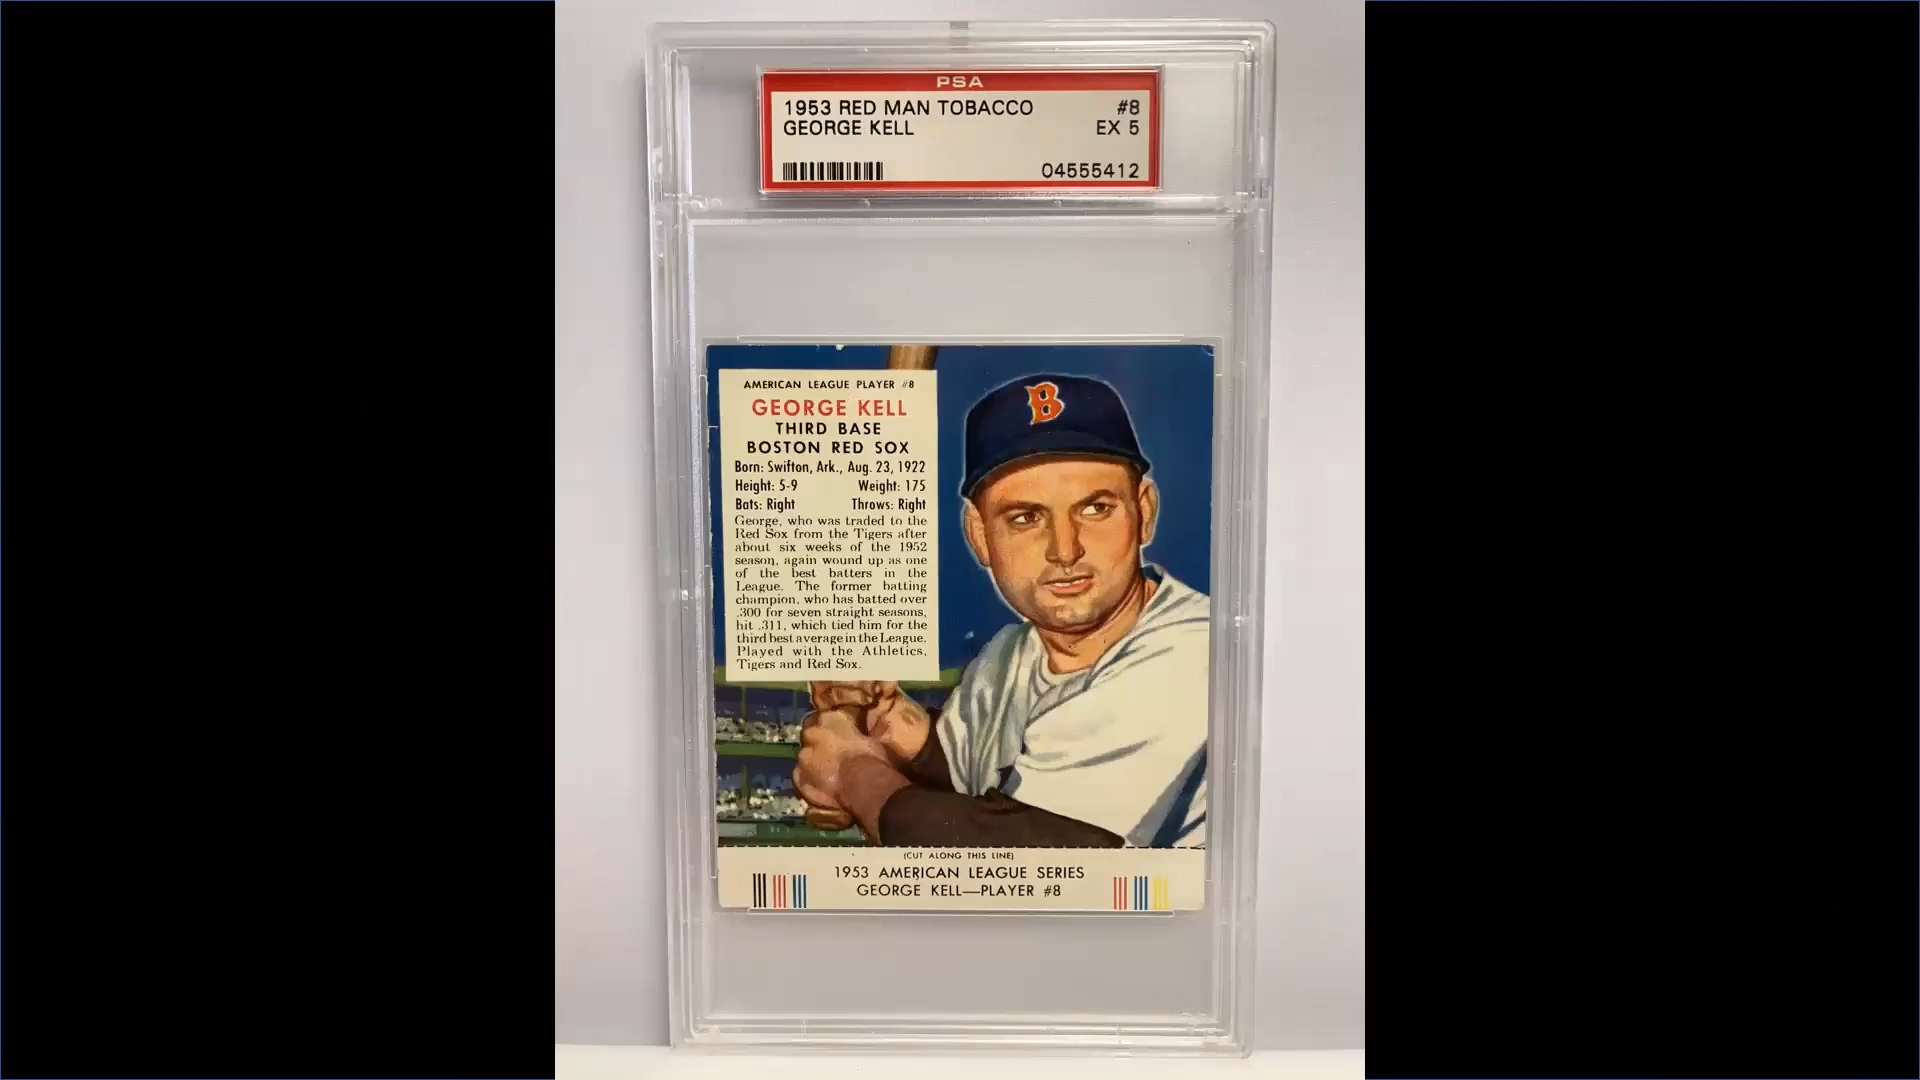 PSA
1953 RED MAN TOBACCO #8
GEORGE KELL EX 5
04555412
AMERICAN LEAGUE PLAYER #8
GEORGE KELL
THIRD BASE
BOSTON RED SOX
Born: Swifton, Ark., Aug. 23, 1922
Height: 5-9 Weight: 175
Bats: Right Throws: Right
George, who was traded to the
Red Sox from the Tigers after
about six weeks of the 1952
season, again wound up as one
of the best batters in the
League. The former batting
champion, who has batted over
.300 for seven straight seasons,
hit .311, which tied him for the
third best average in the League.
Played with the Athletics,
Tigers and Red Sox.
B
(CUT ALONG THIS LINE)
1953 AMERICAN LEAGUE SERIES
GEORGE KELL—PLAYER #8